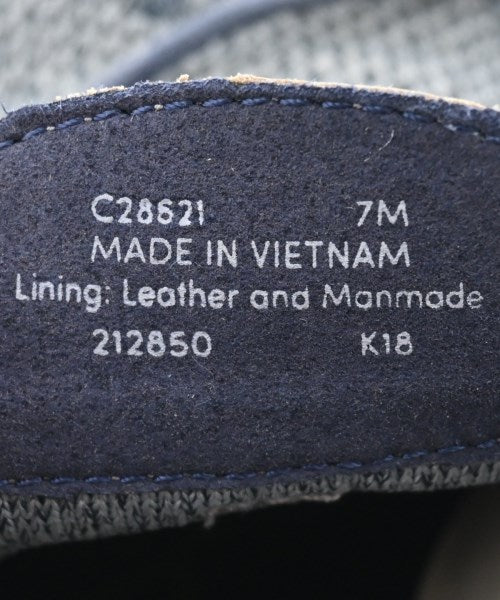 C28621 7M
MADE IN VIETNAM
Lining: Leather and Manmade
212850 K18